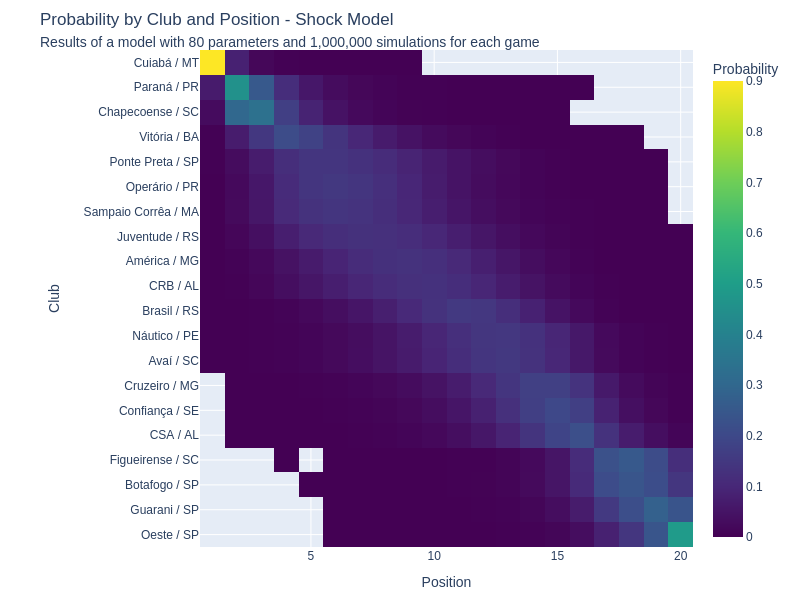 Probability by Club and Position - Shock Model
Results of a model with 80 parameters and 1,000,000 simulations for each game
Cuiabá / MT
Paraná / PR
Chapecoense / SC
Vitória / BA
Ponte Preta / SP
Operário / PR
Sampaio Corrêa / MA
Juventude / RS
América / MG
CRB / AL
Brasil / RS
Náutico / PE
Avaí / SC
Cruzeiro / MG
Confiança / SE
CSA / AL
Figueirense / SC
Botafogo / SP
Guarani / SP
Oeste / SP
Club
5
10
15
20
Position
Probability
0.9
0.8
0.7
0.6
0.5
0.4
0.3
0.2
0.1
0